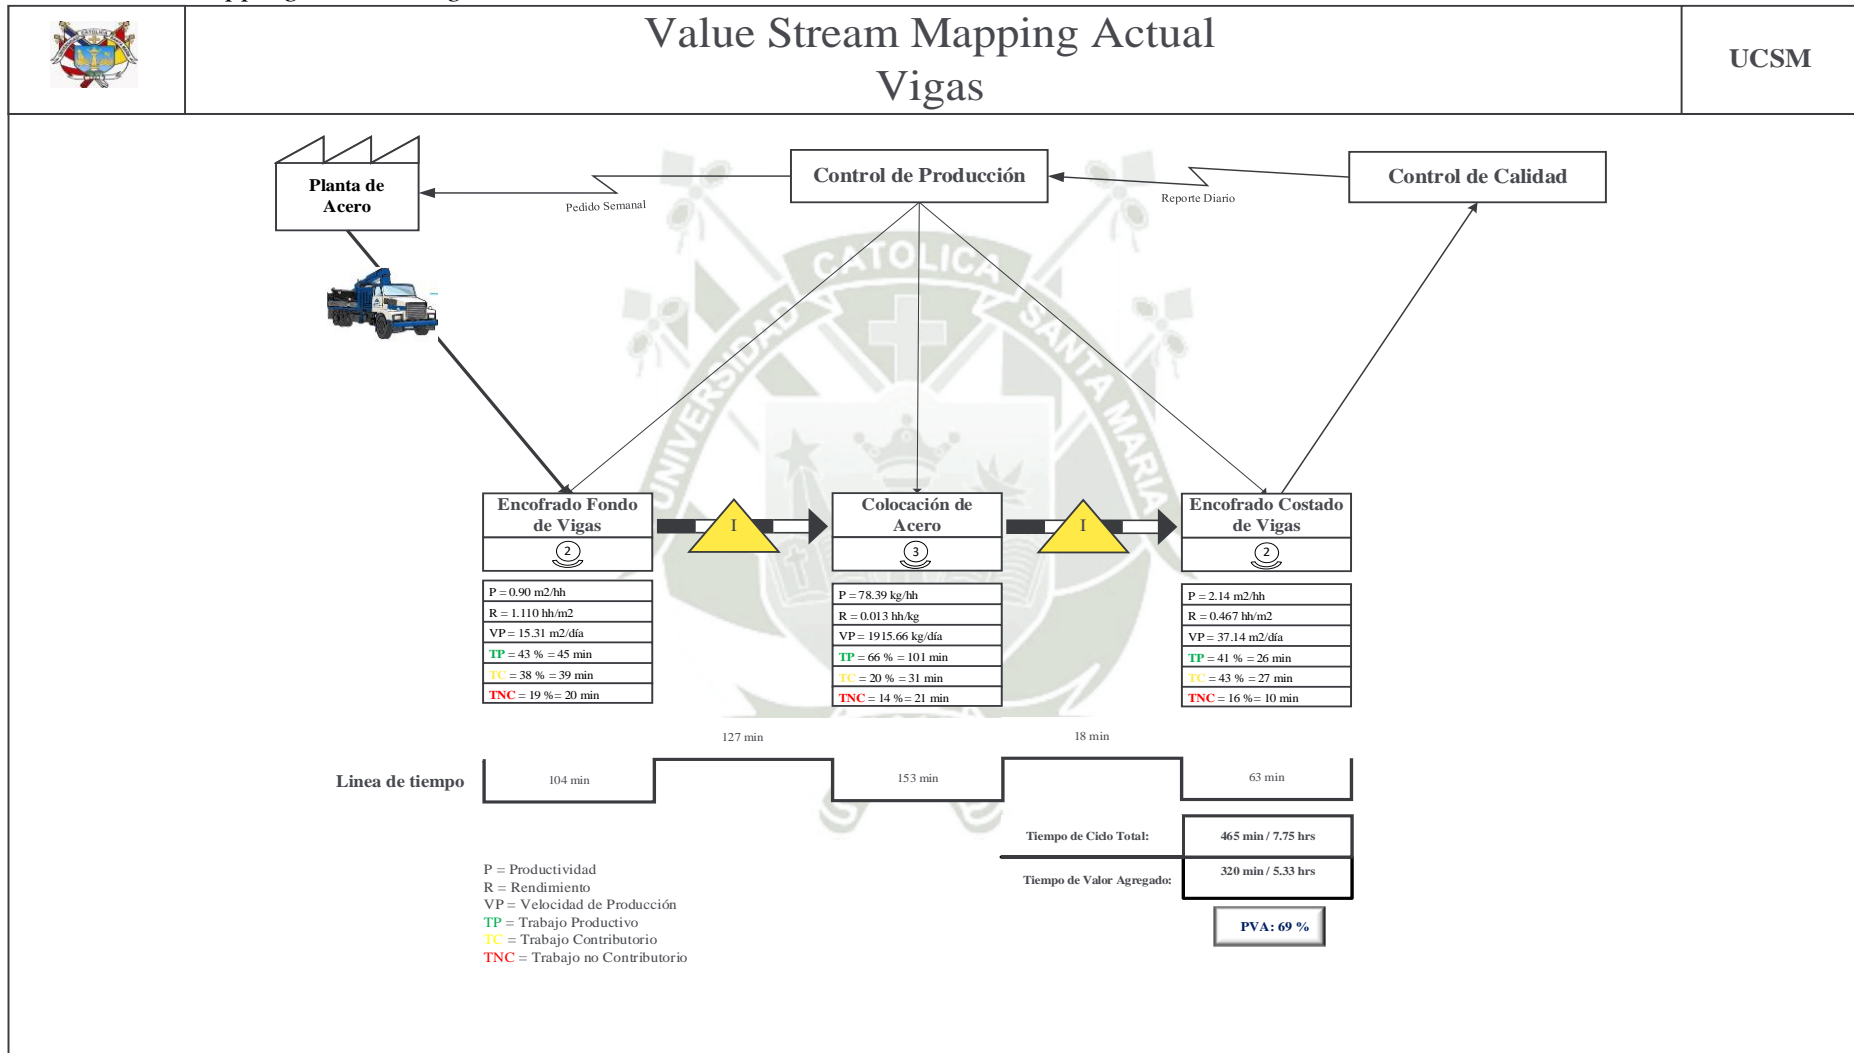 Value Stream Mapping Actual
Vigas
UCSM
Planta de
Acero
Pedido Semanal
Control de Producción
Reporte Diario
Control de Calidad
UNIVERSIDAD CATOLICA SANTA MARIA
Encofrado Fondo
de Vigas
2
I
Colocación de
Acero
3
I
Encofrado Costado
de Vigas
2
P = 0.90 m2/hh
R = 1.110 hh/m2
VP = 15.31 m2/día
TP = 43 % = 45 min
TC = 38 % = 39 min
TNC = 19 %= 20 min
P = 78.39 kg/hh
R = 0.013 hh/kg
VP = 1915.66 kg/día
TP = 66 % = 101 min
TC = 20 % = 31 min
TNC = 14 %= 21 min
P = 2.14 m2/hh
R = 0.467 hh/m2
VP = 37.14 m2/día
TP = 41 % = 26 min
TC = 43 % = 27 min
TNC = 16 %= 10 min
127 min
18 min
Linea de tiempo
104 min
153 min
63 min
Tiempo de Ciclo Total:
465 min / 7.75 hrs
Tiempo de Valor Agregado:
320 min / 5.33 hrs
PVA: 69 %
P = Productividad
R = Rendimiento
VP = Velocidad de Producción
TP = Trabajo Productivo
TC = Trabajo Contributorio
TNC = Trabajo no Contributorio